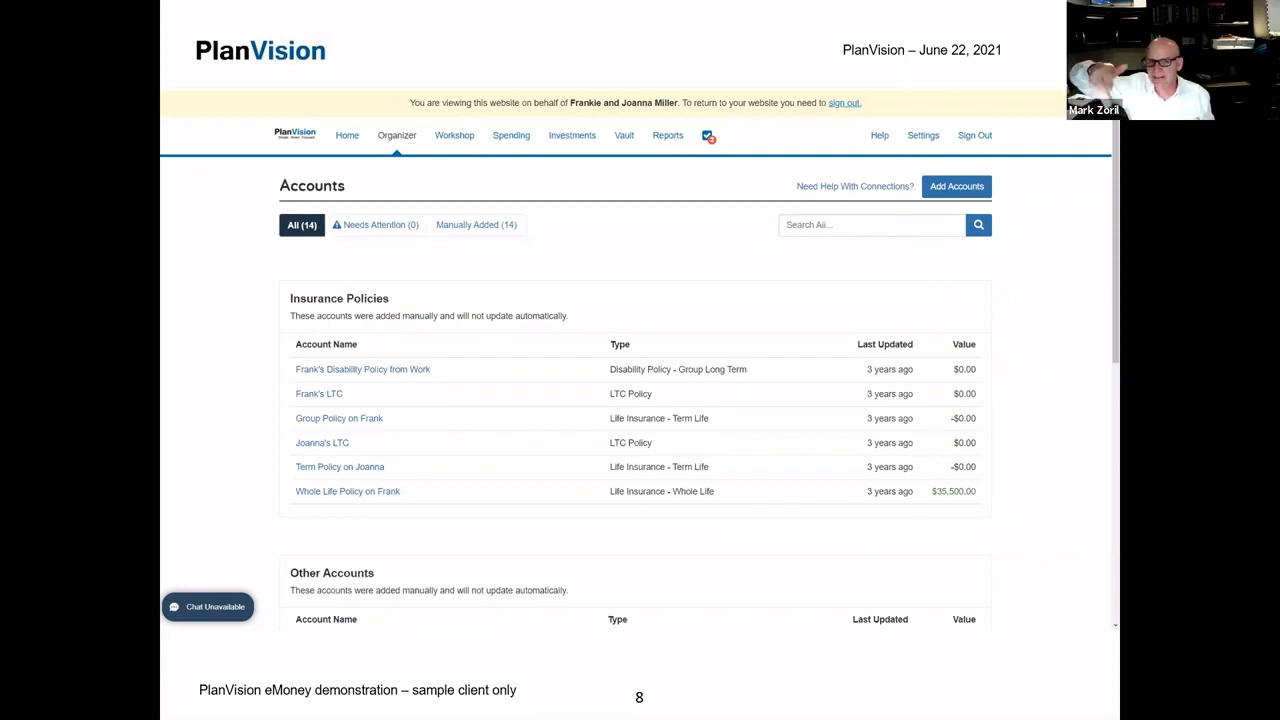 PlanVision
PlanVision – June 22, 2021
Mark Zoril
You are viewing this website on behalf of Frankie and Joanna Miller. To return to your website you need to sign out.
PlanVision
Home Organizer Workshop Spending Investments Vault Reports 2 Help Settings Sign Out
Accounts
Need Help With Connections? Add Accounts
All (14) Needs Attention (0) Manually Added (14)
Search All...
Insurance Policies
These accounts were added manually and will not update automatically.
Account Name Type Last Updated Value
Frank's Disability Policy from Work Disability Policy - Group Long Term 3 years ago $0.00
Frank's LTC LTC Policy 3 years ago $0.00
Group Policy on Frank Life Insurance - Term Life 3 years ago -$0.00
Joanna's LTC LTC Policy 3 years ago $0.00
Term Policy on Joanna Life Insurance - Term Life 3 years ago -$0.00
Whole Life Policy on Frank Life Insurance - Whole Life 3 years ago $35,500.00
Other Accounts
These accounts were added manually and will not update automatically.
Account Name Type Last Updated Value
Chat Unavailable
PlanVision eMoney demonstration – sample client only
8